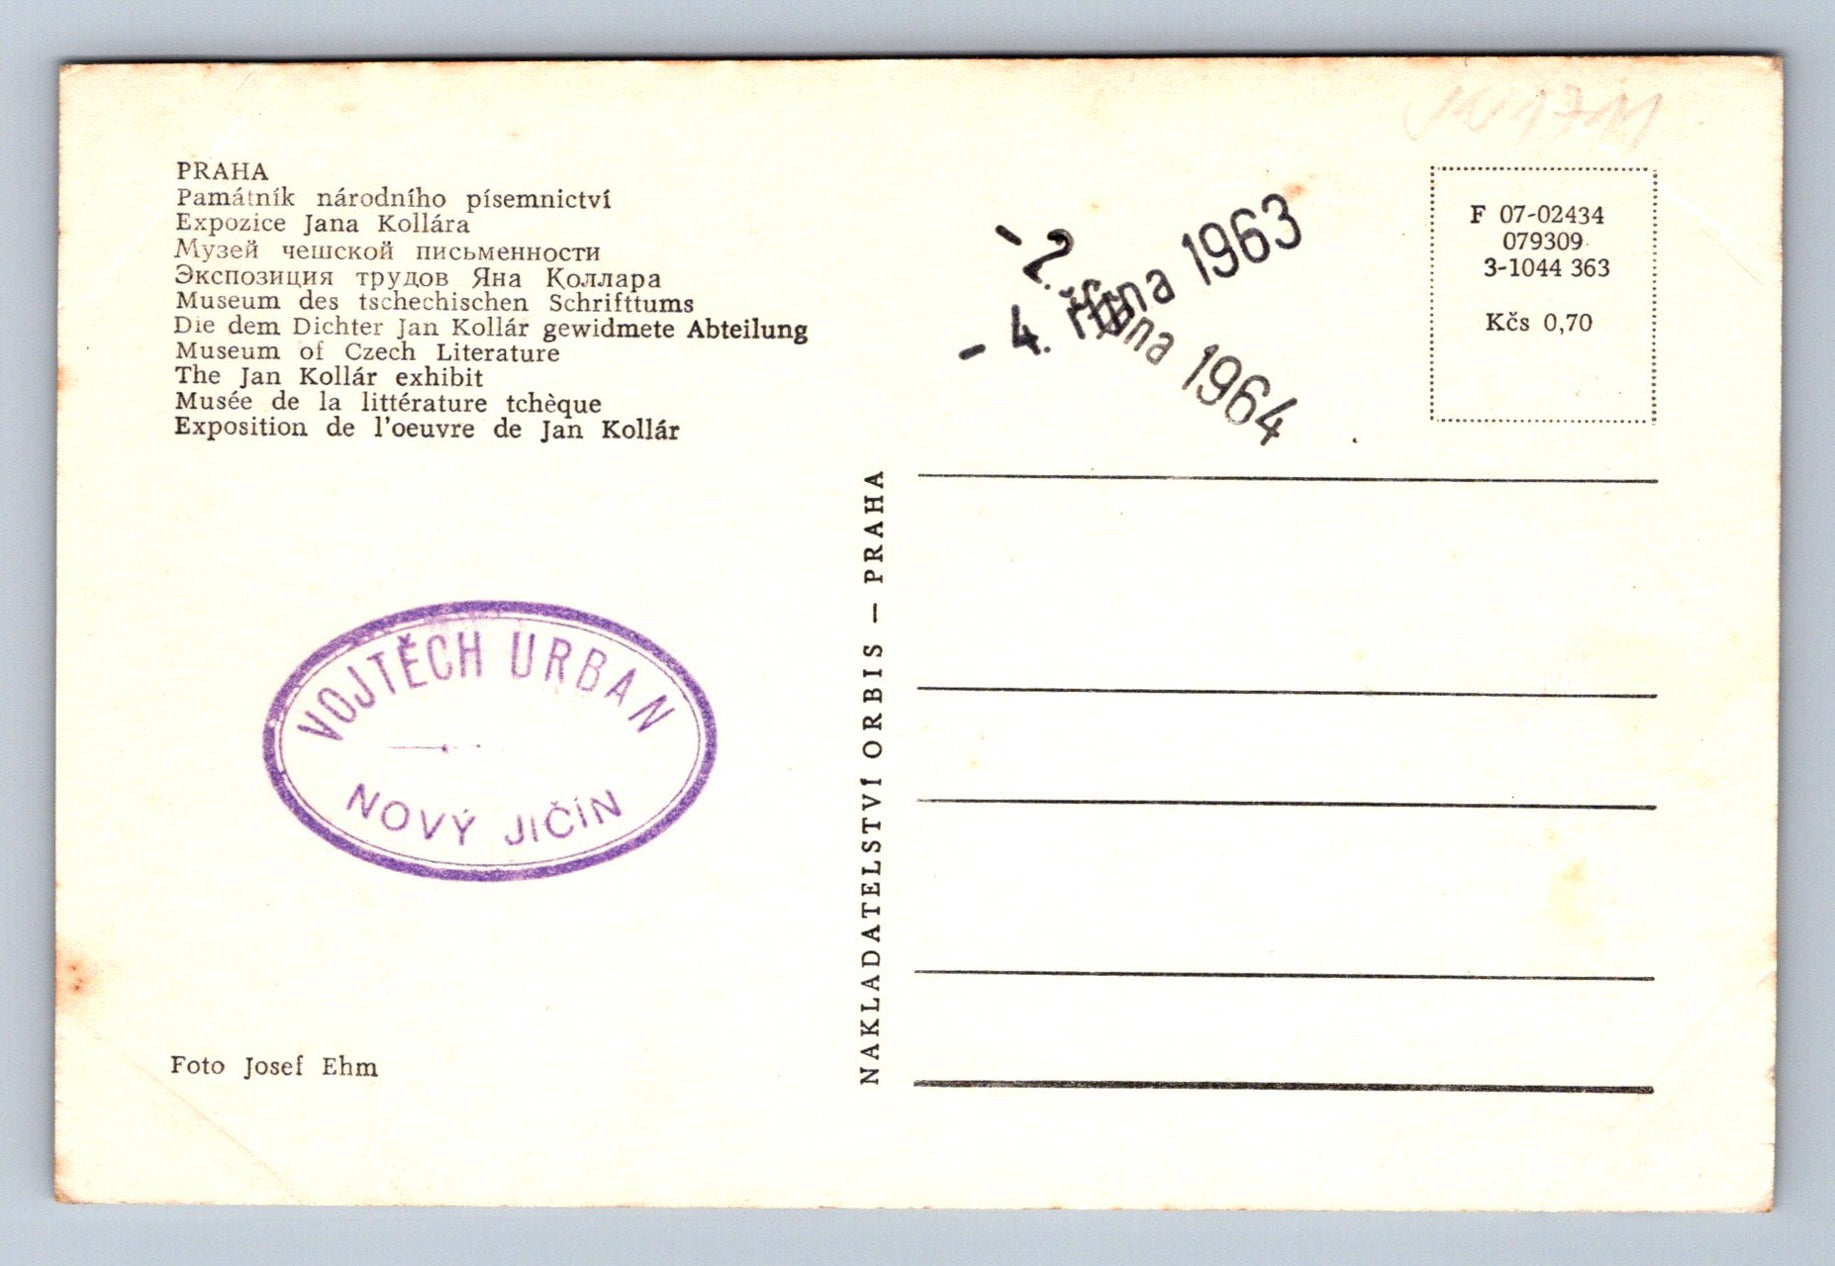 PRAHA
Památník národního písemnictví
Expozice Jana Kollára
Музей чешской письменности
Экспозиция трудов Яна Коллара
Museum des tschechischen Schrifttums
Die dem Dichter Jan Kollár gewidmete Abteilung
Museum of Czech Literature
The Jan Kollár exhibit
Musée de la littérature tchèque
Exposition de l'oeuvre de Jan Kollár
- 4. října 1963
- 2. 1964
F 07-02434
079309
3-1044 363
Kčs 0,70
VOJTĚCH URBAN
NOVÝ JIČÍN
NAKLADATELSTVÍ ORBIS – PRAHA
Foto Josef Ehm